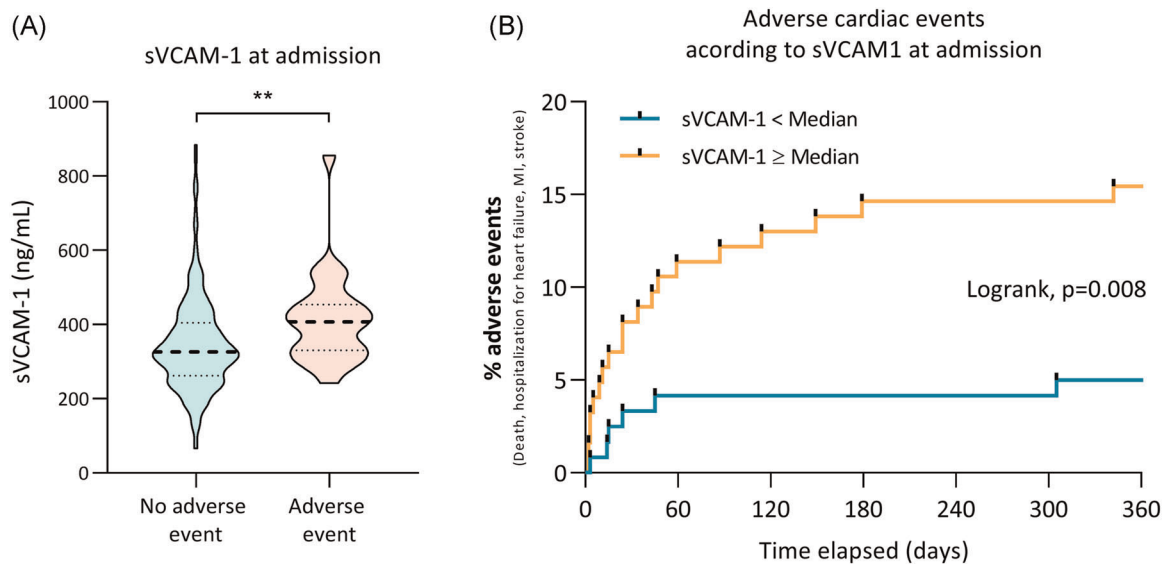 (A)
sVCAM-1 at admission
**
1000
800
600
400
200
0
sVCAM-1 (ng/mL)
No adverse
event
Adverse
event
(B)
Adverse cardiac events
acording to sVCAM1 at admission
20
15
10
5
0
% adverse events
(Death, hospitalization for heart failure, MI, stroke)
sVCAM-1 < Median
sVCAM-1 ≥ Median
Logrank, p=0.008
0 60 120 180 240 300 360
Time elapsed (days)